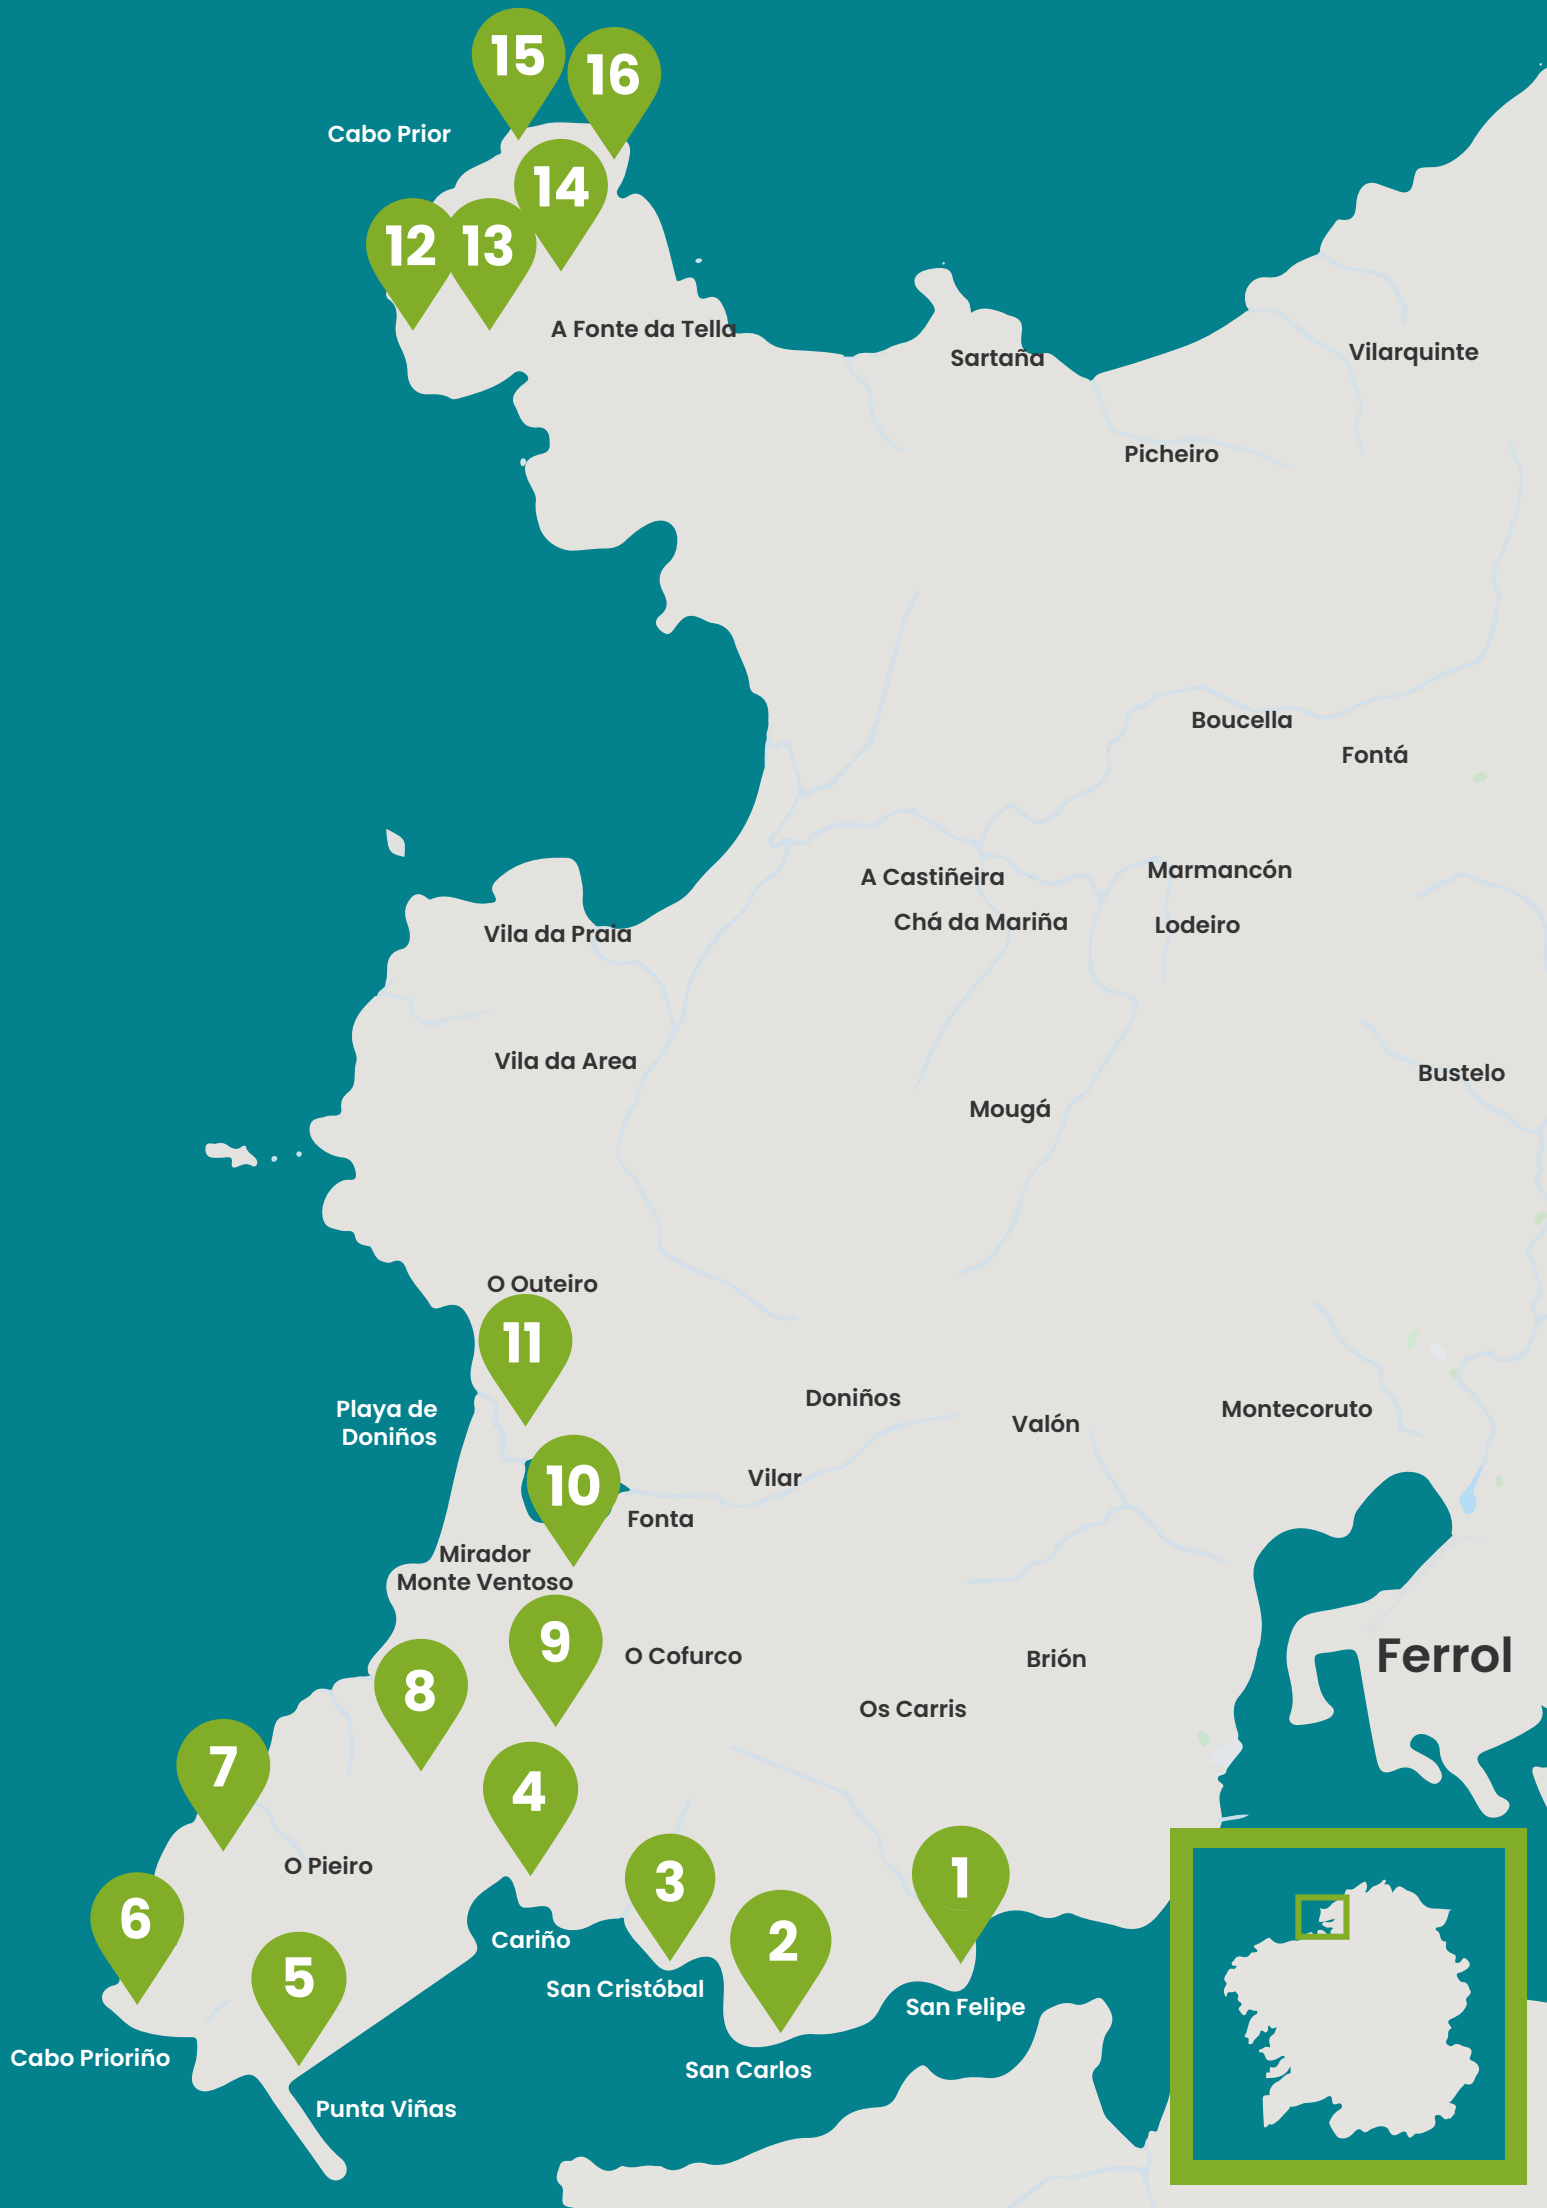 15
16
Cabo Prior
14
12
13
A Fonte da Tella
Sartaña
Vilarquinte
Picheiro
Boucella
Fontá
A Castiñeira
Marmancón
Chá da Mariña
Lodeiro
Vila da Praia
Vila da Area
Bustelo
Mougá
O Outeiro
11
Playa de
Doniños
Doniños
Valón
Montecoruto
10
Vilar
Fonta
Mirador
Monte Ventoso
9
O Cofurco
Brión
Ferrol
8
Os Carris
7
4
O Pieiro
3
1
6
2
Cariño
5
San Cristóbal
San Felipe
Cabo Prioriño
San Carlos
Punta Viñas